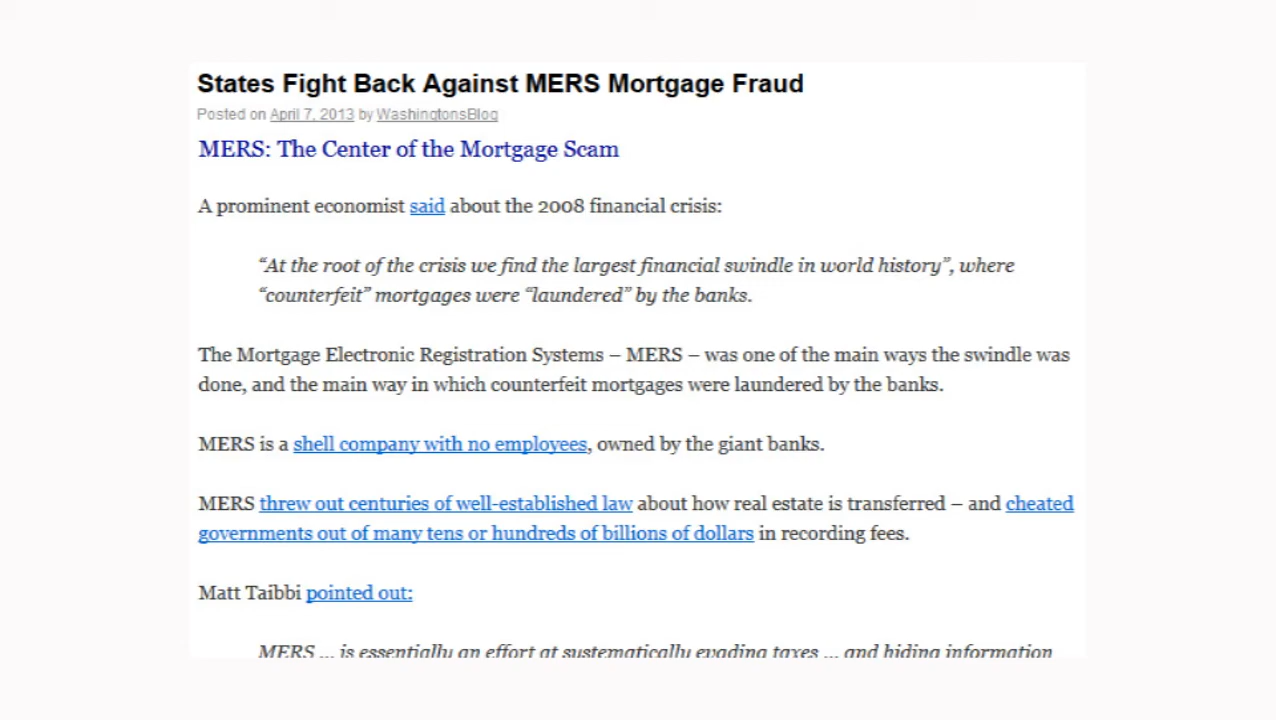 States Fight Back Against MERS Mortgage Fraud
Posted on April 7, 2013 by WashingtonsBlog
MERS: The Center of the Mortgage Scam
A prominent economist said about the 2008 financial crisis:
“At the root of the crisis we find the largest financial swindle in world history”, where
“counterfeit” mortgages were “laundered” by the banks.
The Mortgage Electronic Registration Systems – MERS – was one of the main ways the swindle was
done, and the main way in which counterfeit mortgages were laundered by the banks.
MERS is a shell company with no employees, owned by the giant banks.
MERS threw out centuries of well-established law about how real estate is transferred – and cheated
governments out of many tens or hundreds of billions of dollars in recording fees.
Matt Taibbi pointed out:
MERS ... is essentially an effort at systematically evading taxes ... and hiding information